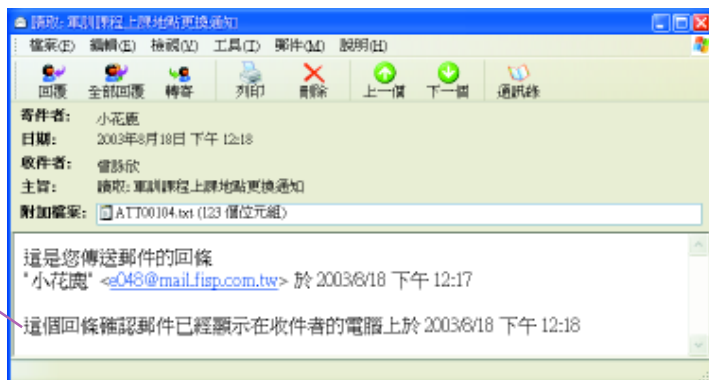 讀取: 軍訓課程上課地點更換通知
檔案(F) 編輯(E) 檢視(V) 工具(T) 郵件(M) 說明(H)
回覆 全部回覆 轉寄 列印 刪除 上一個 下一個 通訊錄
寄件者: 小花鹿
日期: 2003年8月18日 下午 12:18
收件者: 曾詠欣
主旨: 讀取: 軍訓課程上課地點更換通知
附加檔案: ATT00104.txt (123 個位元組)
這是您傳送郵件的回條
"小花鹿" <e048@mail.fisp.com.tw> 於 2003/8/18 下午 12:17
這個回條確認郵件已經顯示在收件者的電腦上於 2003/8/18 下午 12:18